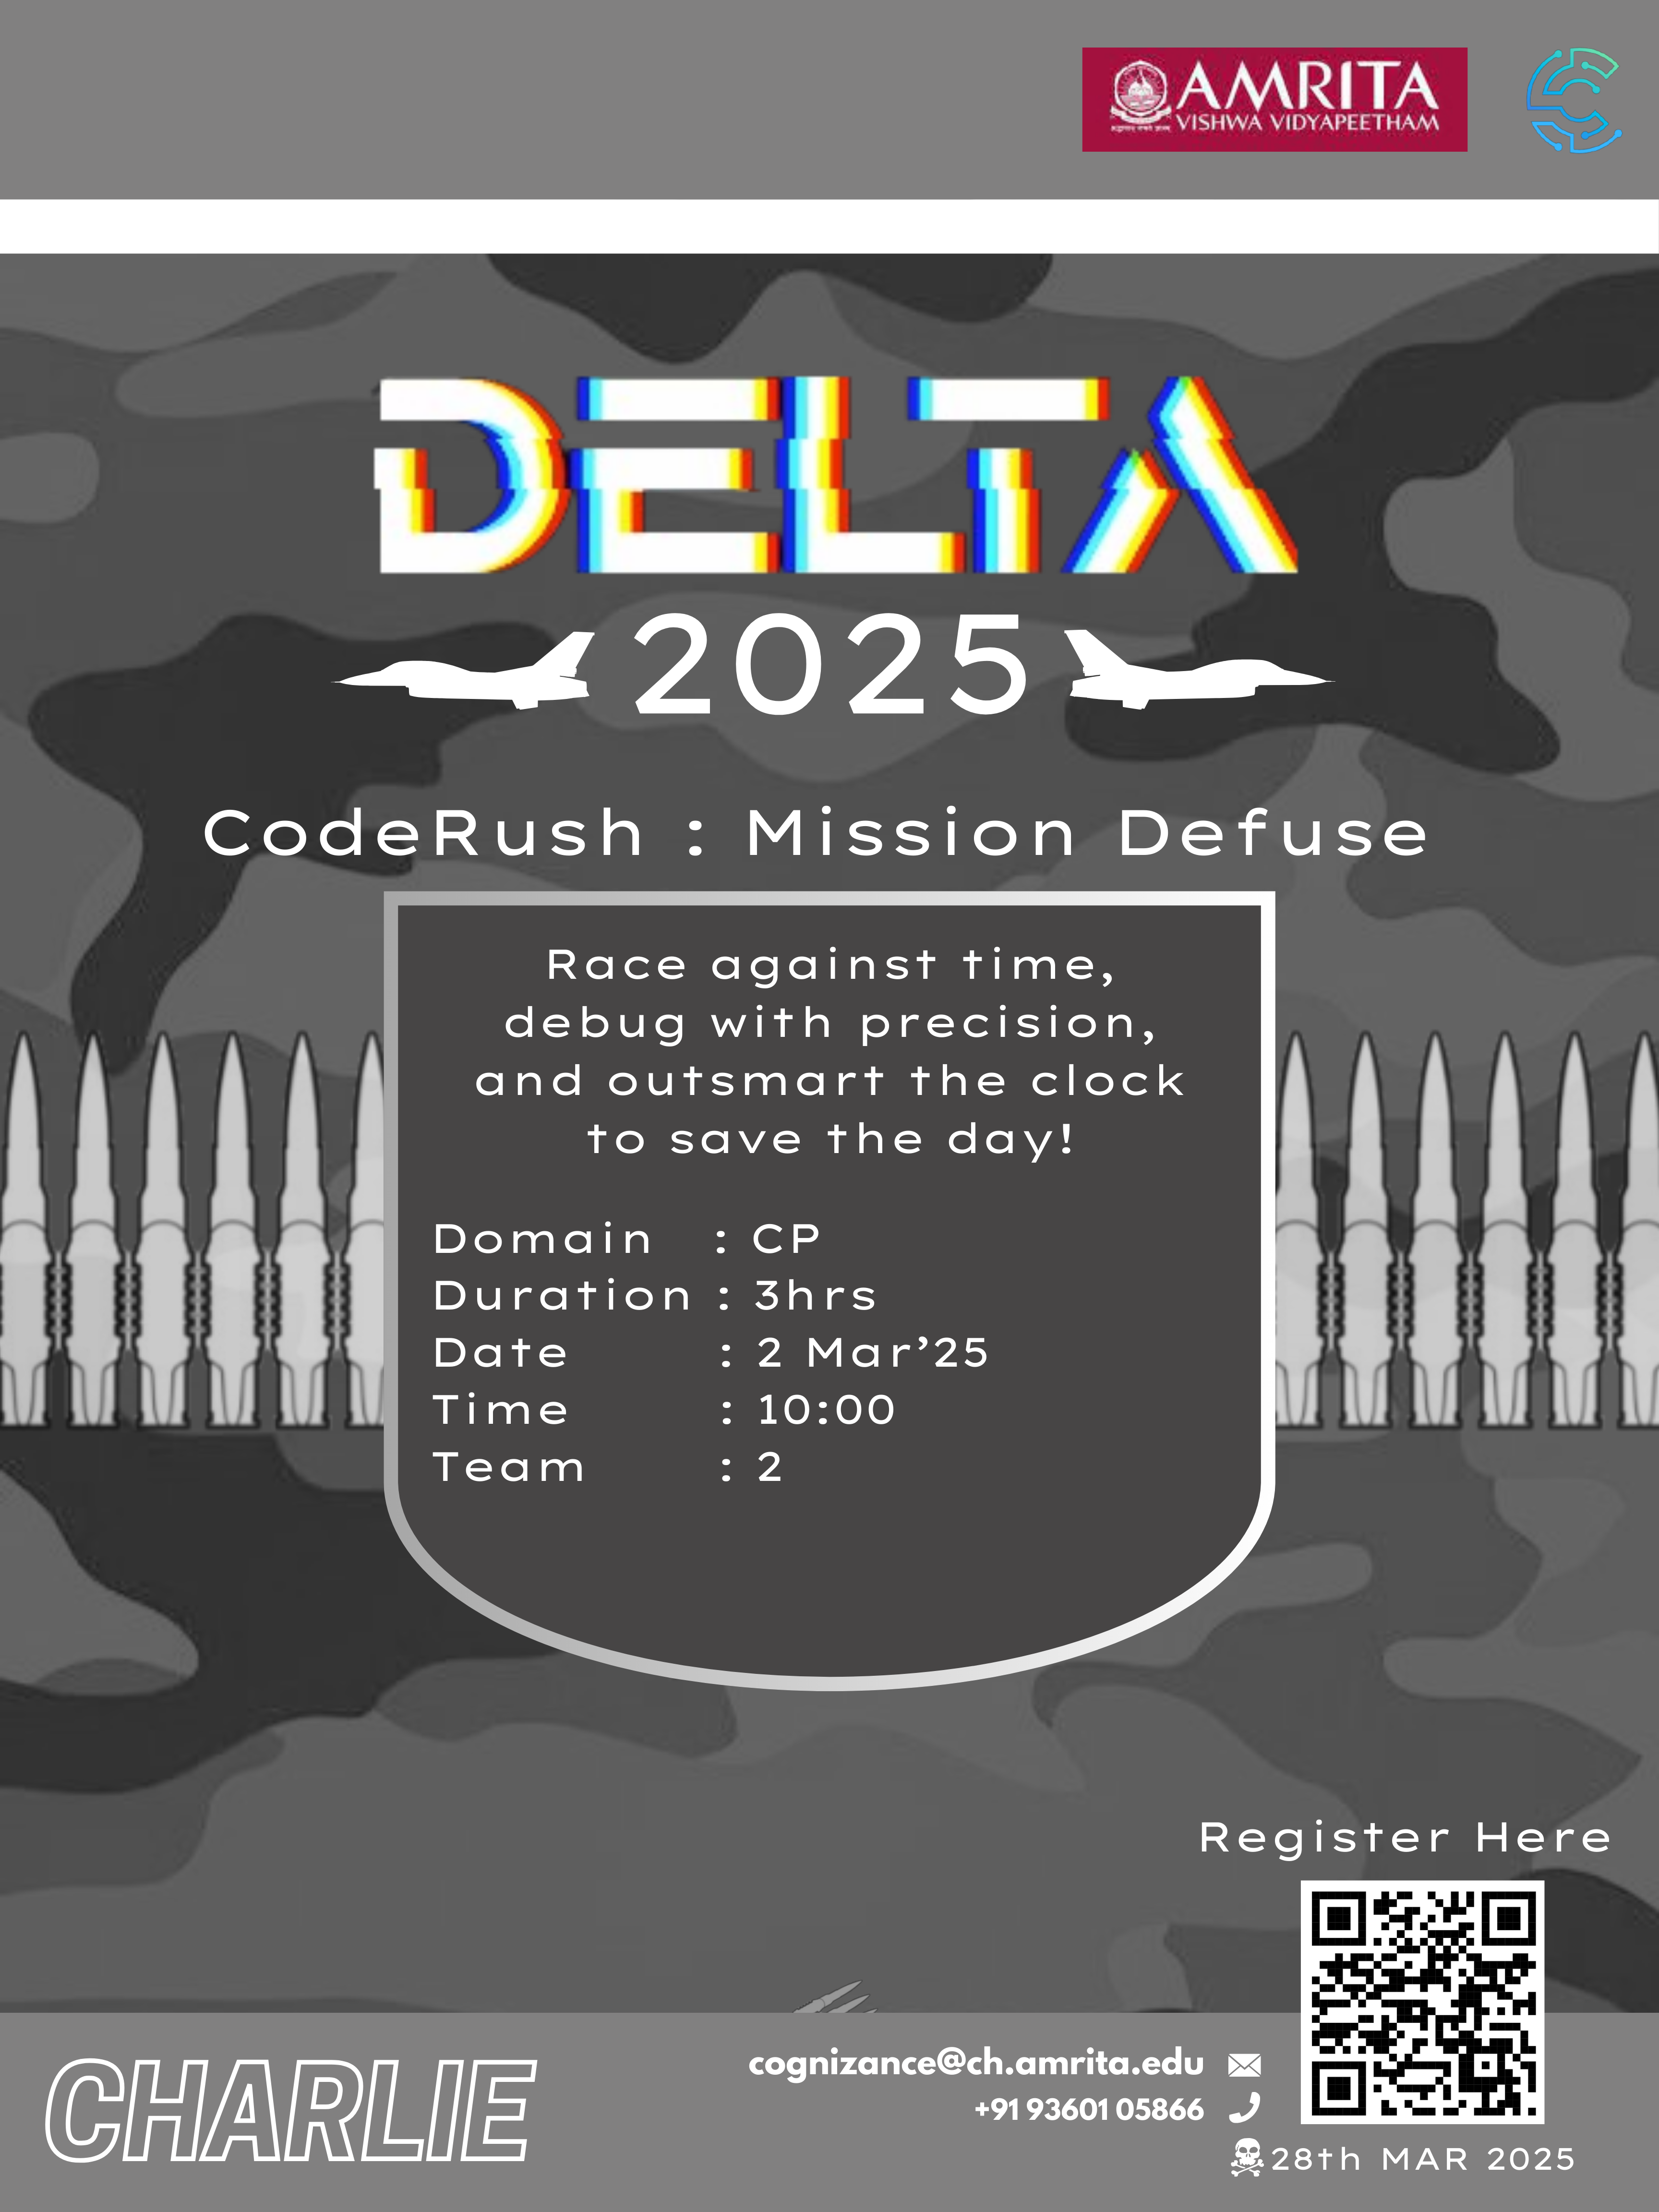 AMRITA
VISHWA VIDYAPEETHAM
DELTA
2025
CodeRush : Mission Defuse
Race against time,
debug with precision,
and outsmart the clock
to save the day!
Domain : CP
Duration : 3hrs
Date : 2 Mar’25
Time : 10:00
Team : 2
Register Here
CHARLIE
cognizance@ch.amrita.edu
+91 93601 05866
28th MAR 2025